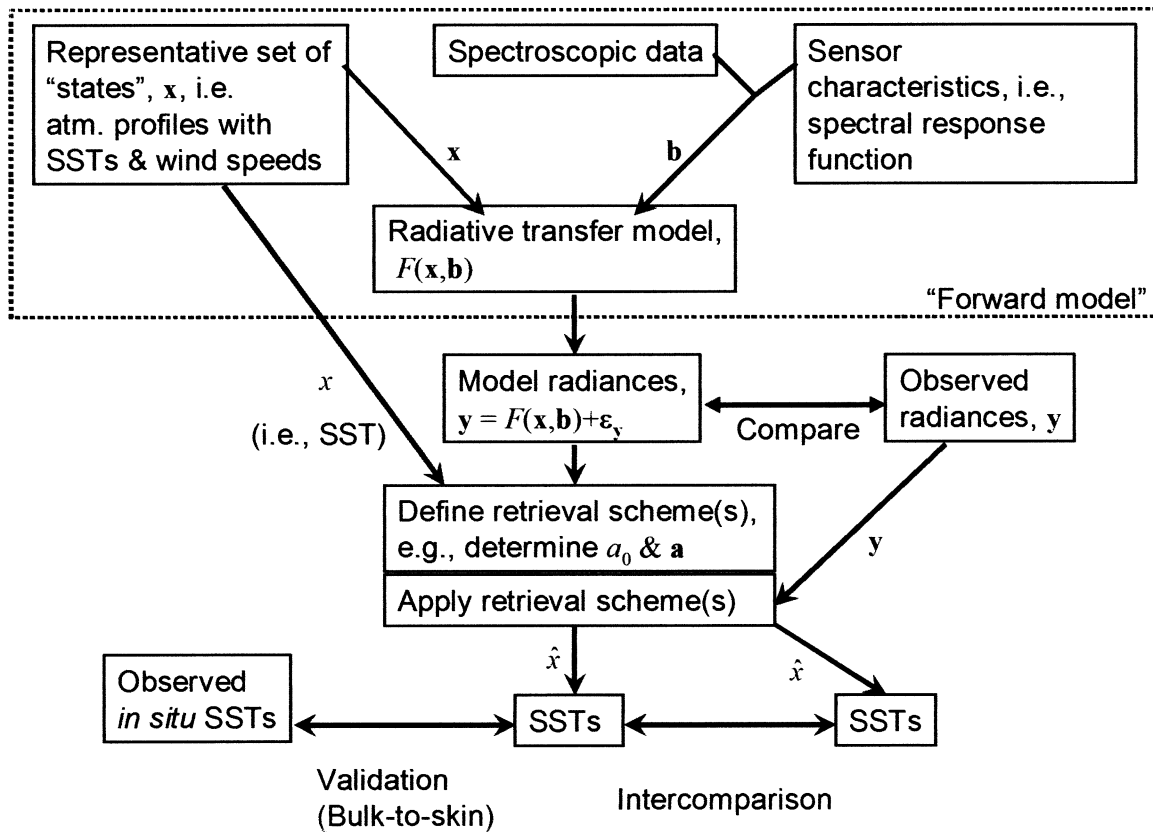 Representative set of
“states”, x, i.e.
atm. profiles with
SSTs & wind speeds
Spectroscopic data
Sensor
characteristics, i.e.,
spectral response
function
x
b
Radiative transfer model,
F(x,b)
“Forward model”
x
(i.e., SST)
Model radiances,
y = F(x,b)+εy
Compare
Observed
radiances, y
Define retrieval scheme(s),
e.g., determine a0 & a
y
Apply retrieval scheme(s)
x̂
x̂
Observed
in situ SSTs
SSTs
SSTs
Validation
(Bulk-to-skin)
Intercomparison